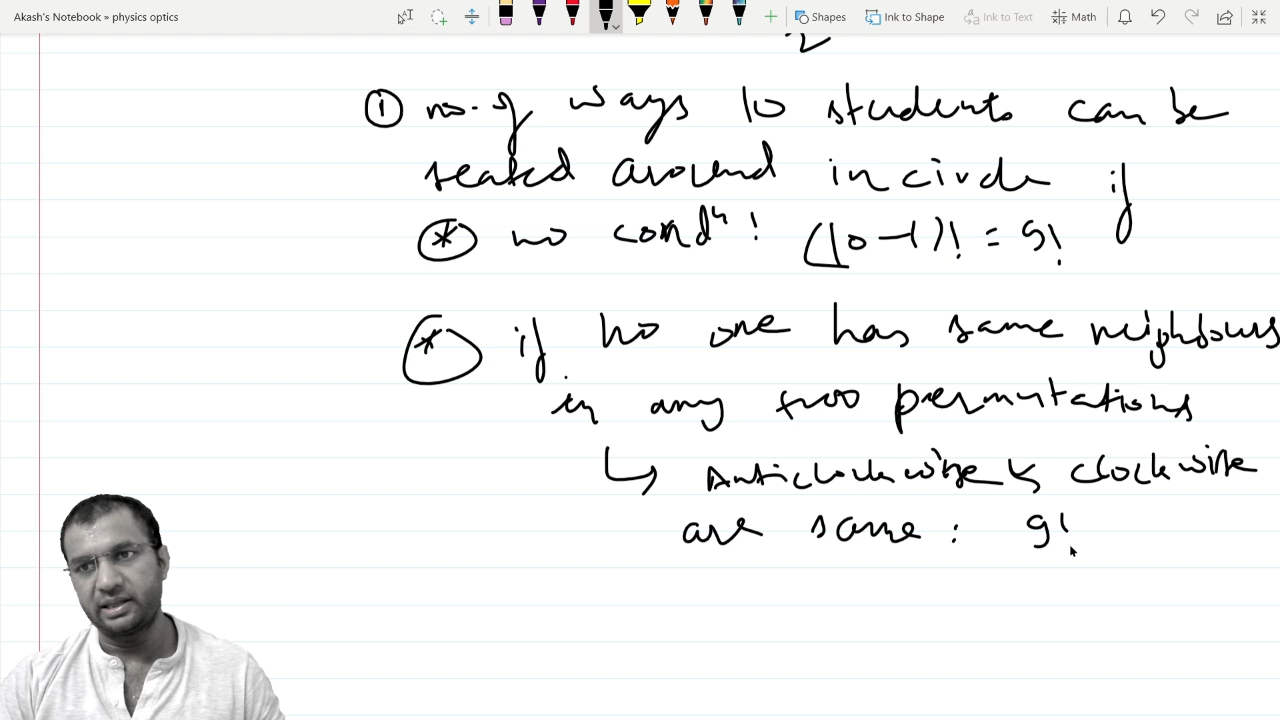 Akash's Notebook » physics optics
Shapes Ink to Shape Ink to Text Math
① no. of ways 10 students can be
seated around in circle if
* no condⁿ: (10-1)! = 9!
* if no one has same neighbours
in any two permutations
↳ Anticlockwise & clockwise
are same : 9!